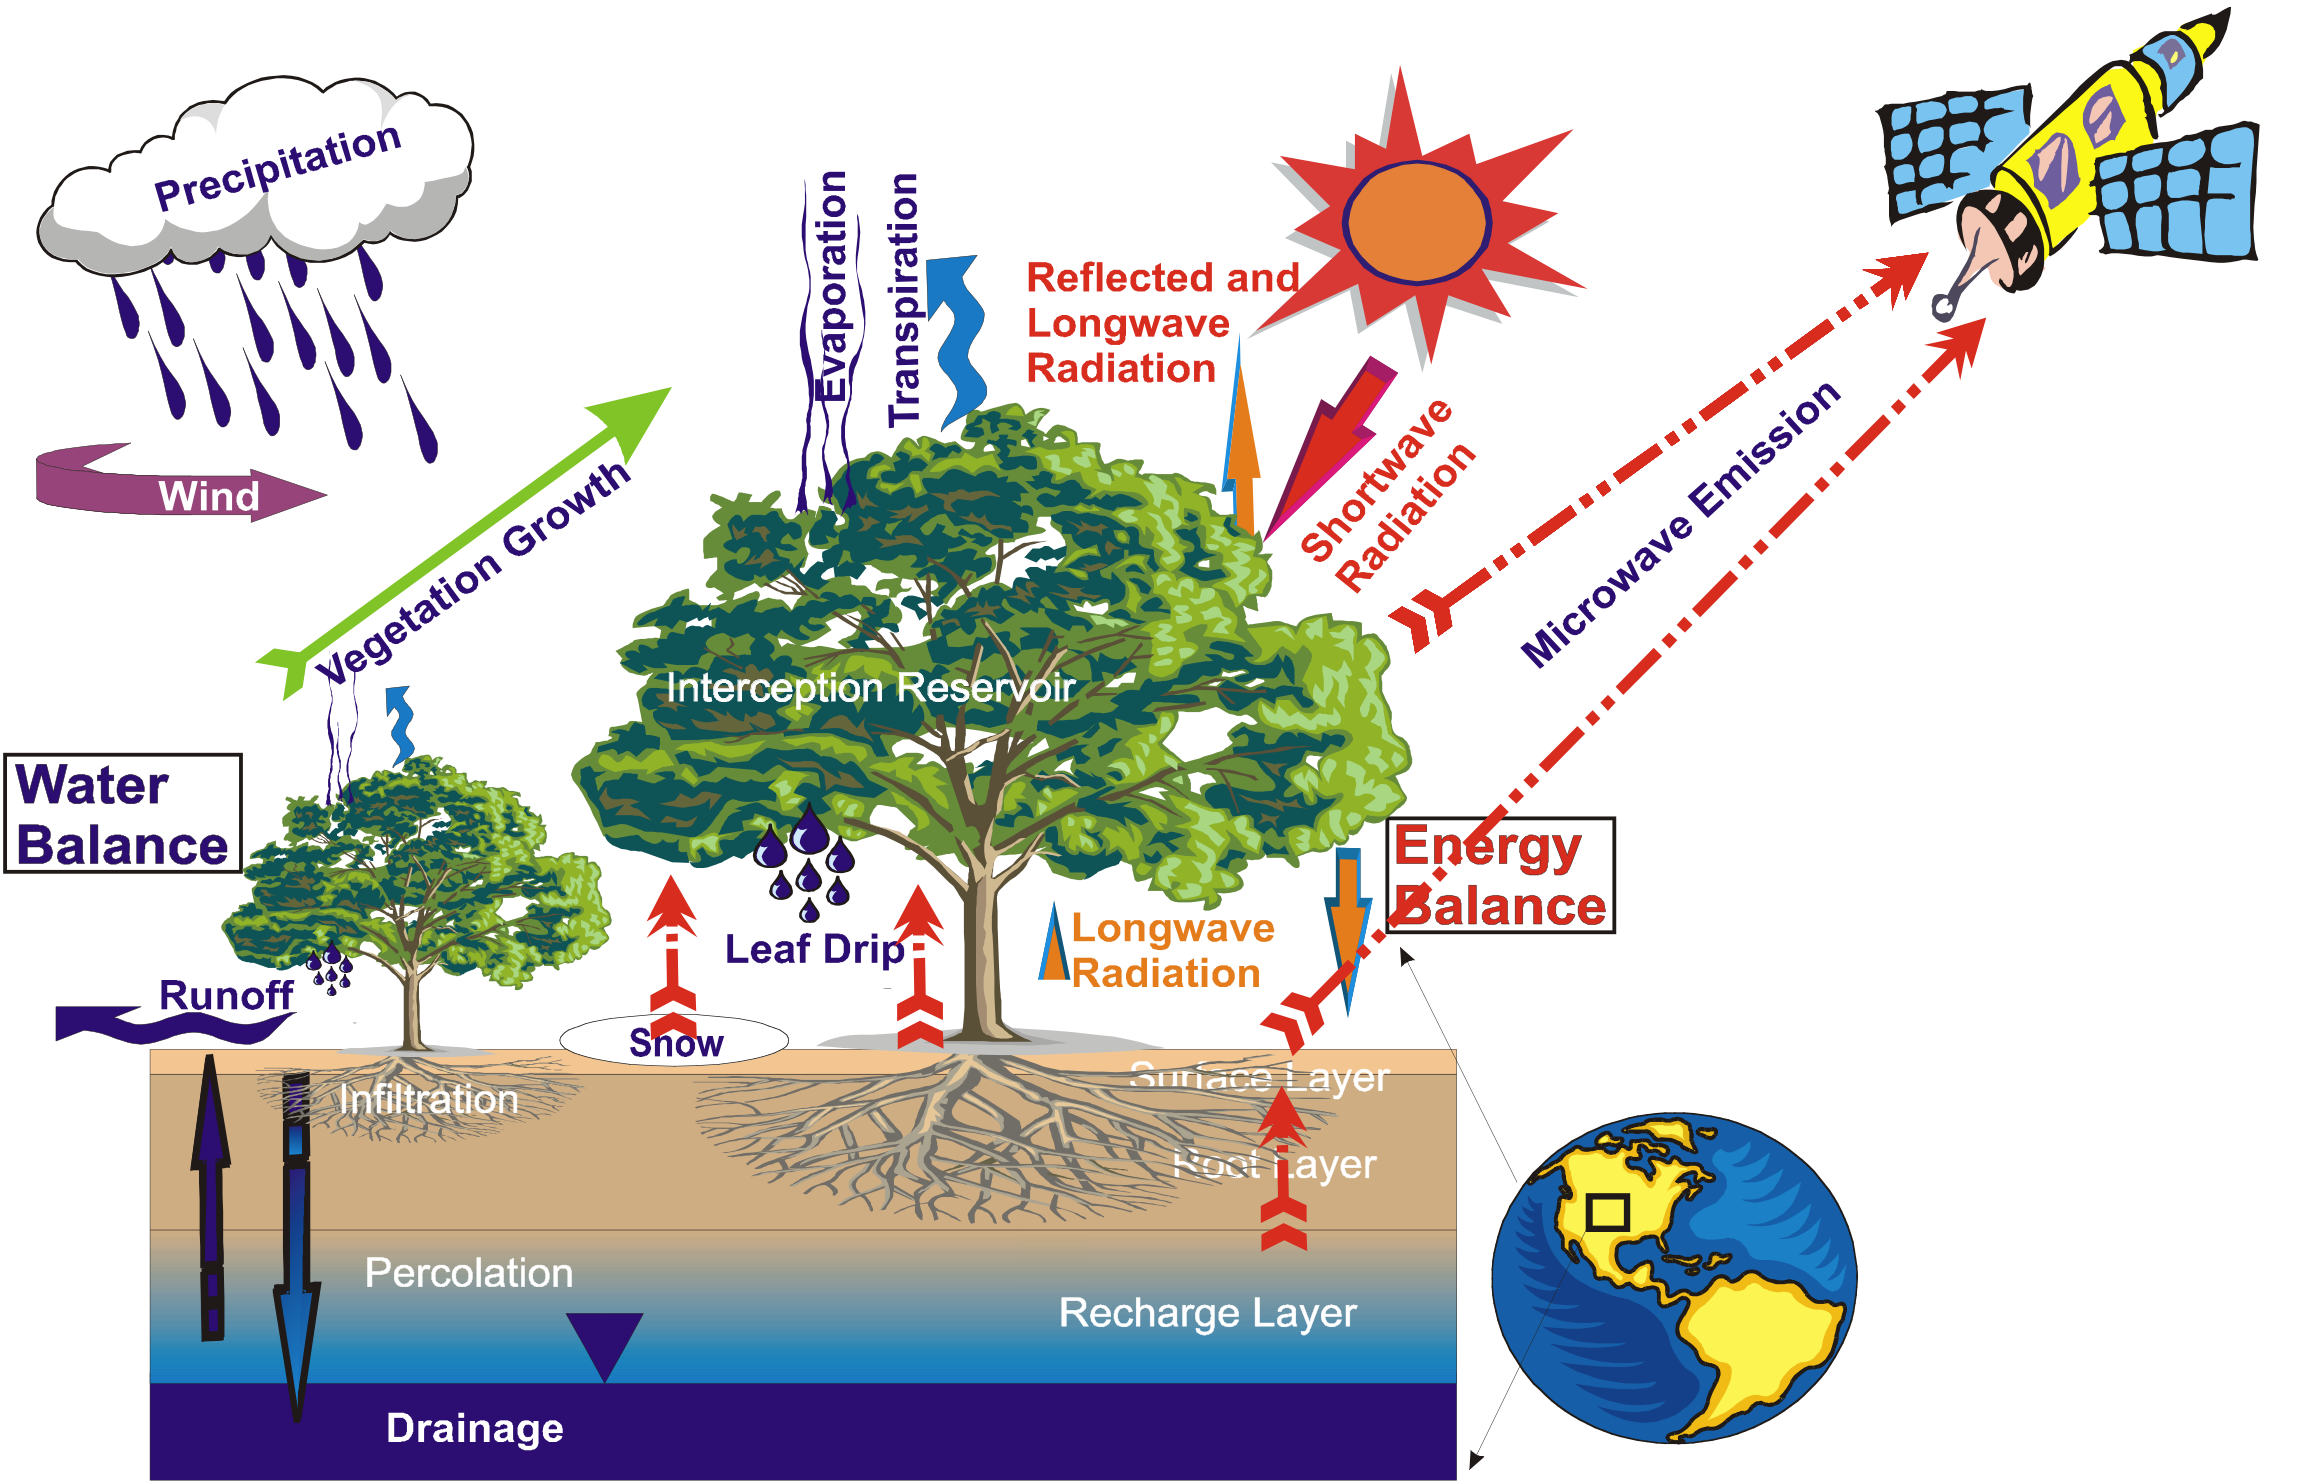 Precipitation
Wind
Vegetation Growth
Evaporation
Transpiration
Reflected and
Longwave
Radiation
Shortwave
Radiation
Microwave Emission
Interception Reservoir
Water
Balance
Energy
Balance
Leaf Drip
Longwave
Radiation
Runoff
Snow
Surface Layer
Infiltration
Root Layer
Percolation
Recharge Layer
Drainage